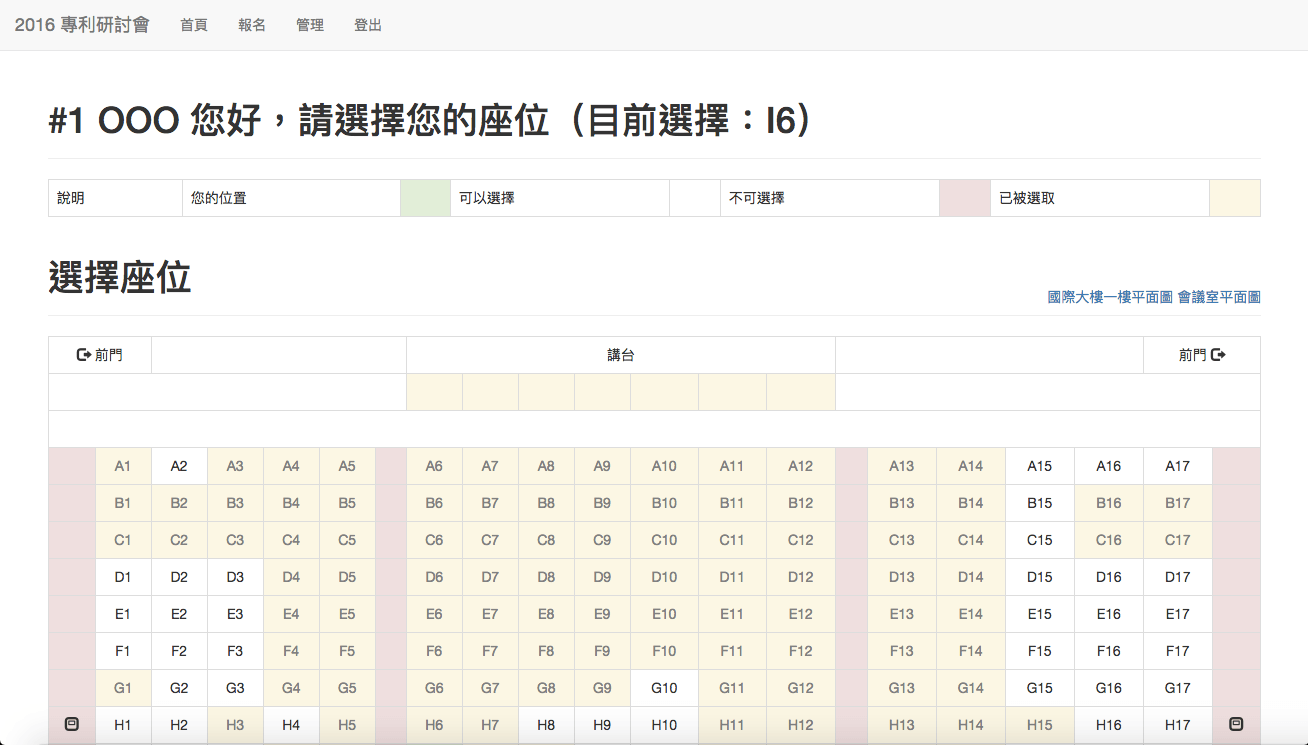 2016 專利研討會 首頁 報名 管理 登出
#1 OOO 您好，請選擇您的座位（目前選擇：I6）
說明 您的位置 可以選擇 不可選擇 已被選取
選擇座位
國際大樓一樓平面圖 會議室平面圖
前門 講台 前門
A1 A2 A3 A4 A5 A6 A7 A8 A9 A10 A11 A12 A13 A14 A15 A16 A17
B1 B2 B3 B4 B5 B6 B7 B8 B9 B10 B11 B12 B13 B14 B15 B16 B17
C1 C2 C3 C4 C5 C6 C7 C8 C9 C10 C11 C12 C13 C14 C15 C16 C17
D1 D2 D3 D4 D5 D6 D7 D8 D9 D10 D11 D12 D13 D14 D15 D16 D17
E1 E2 E3 E4 E5 E6 E7 E8 E9 E10 E11 E12 E13 E14 E15 E16 E17
F1 F2 F3 F4 F5 F6 F7 F8 F9 F10 F11 F12 F13 F14 F15 F16 F17
G1 G2 G3 G4 G5 G6 G7 G8 G9 G10 G11 G12 G13 G14 G15 G16 G17
H1 H2 H3 H4 H5 H6 H7 H8 H9 H10 H11 H12 H13 H14 H15 H16 H17